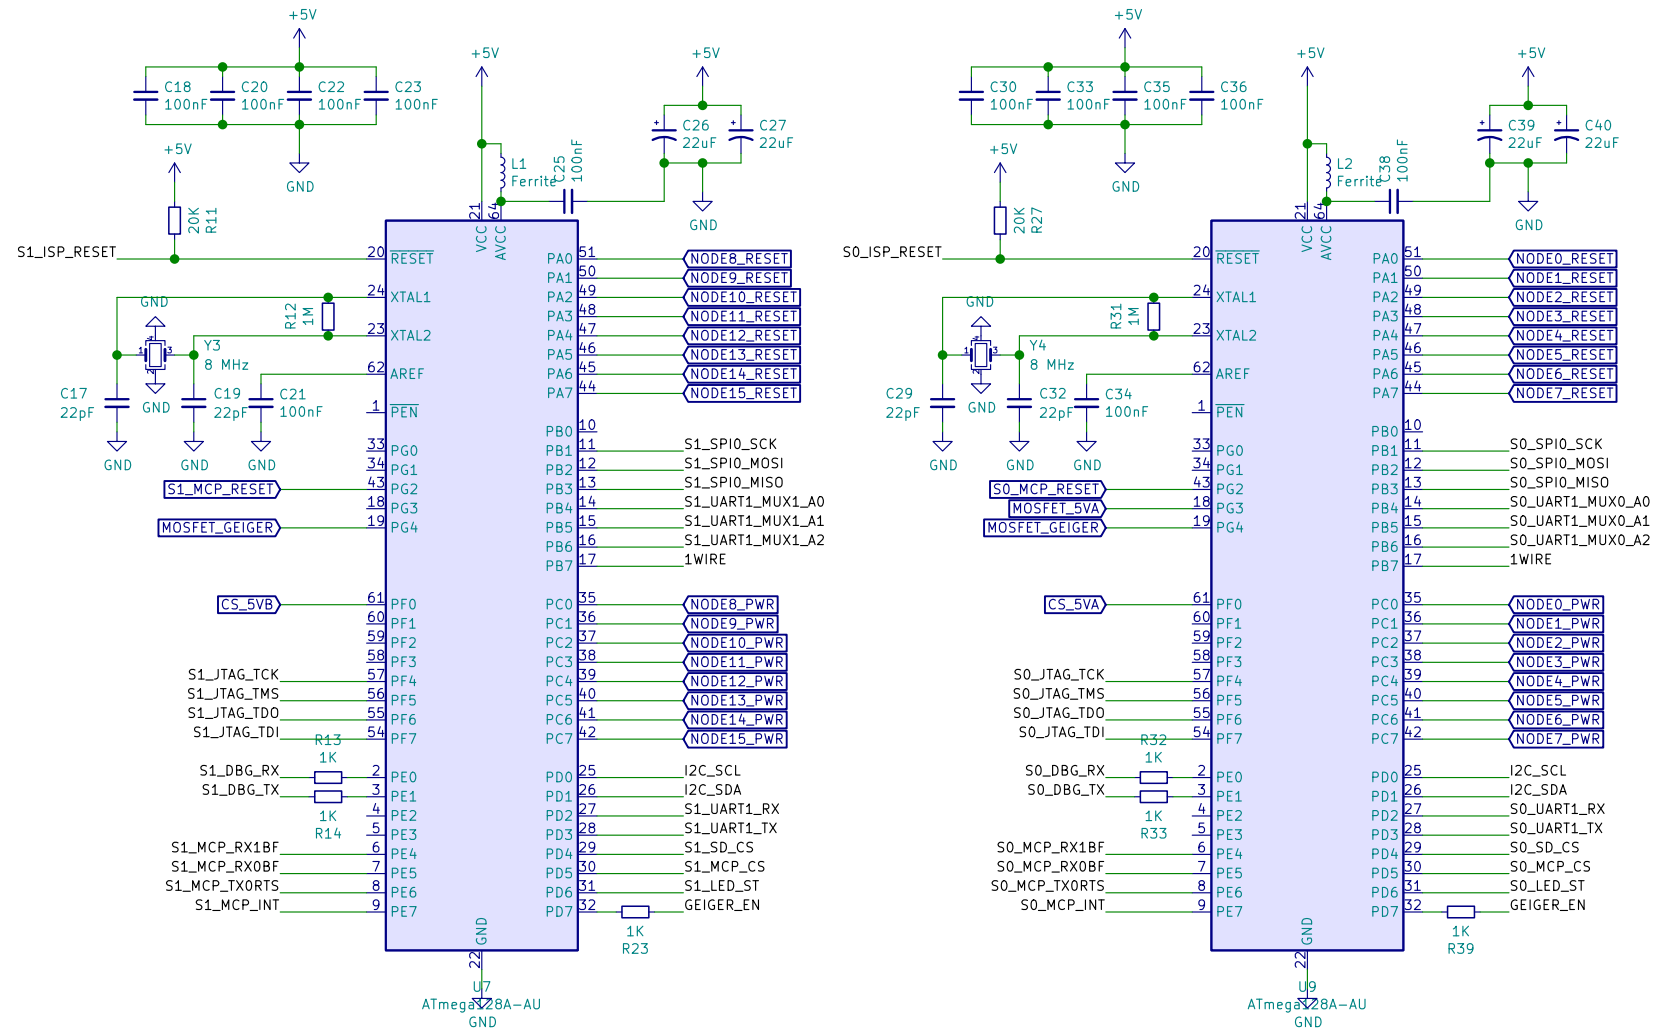 +5V
C18 100nF
C20 100nF
C22 100nF
C23 100nF
GND
+5V
+5V
C26 22uF
C27 22uF
GND
L1
Ferrite
C25 100nF
+5V
20K R11
S1_ISP_RESET
GND
Y3
8 MHz
1 3
4 2
GND
R12 1M
C17
22pF
GND
C19
22pF
GND
C21
100nF
GND
21 VCC
64 AVCC
20 RESET
24 XTAL1
23 XTAL2
62 AREF
1 PEN
33 PG0
34 PG1
S1_MCP_RESET 43 PG2
18 PG3
MOSFET_GEIGER 19 PG4
CS_5VB 61 PF0
60 PF1
59 PF2
58 PF3
S1_JTAG_TCK 57 PF4
S1_JTAG_TMS 56 PF5
S1_JTAG_TDO 55 PF6
S1_JTAG_TDI 54 PF7
R13
1K
S1_DBG_RX 2 PE0
S1_DBG_TX 3 PE1
1K
R14
4 PE2
5 PE3
S1_MCP_RX1BF 6 PE4
S1_MCP_RX0BF 7 PE5
S1_MCP_TX0RTS 8 PE6
S1_MCP_INT 9 PE7
PA0 51 NODE8_RESET
PA1 50 NODE9_RESET
PA2 49 NODE10_RESET
PA3 48 NODE11_RESET
PA4 47 NODE12_RESET
PA5 46 NODE13_RESET
PA6 45 NODE14_RESET
PA7 44 NODE15_RESET
PB0 10
PB1 11 S1_SPI0_SCK
PB2 12 S1_SPI0_MOSI
PB3 13 S1_SPI0_MISO
PB4 14 S1_UART1_MUX1_A0
PB5 15 S1_UART1_MUX1_A1
PB6 16 S1_UART1_MUX1_A2
PB7 17 1WIRE
PC0 35 NODE8_PWR
PC1 36 NODE9_PWR
PC2 37 NODE10_PWR
PC3 38 NODE11_PWR
PC4 39 NODE12_PWR
PC5 40 NODE13_PWR
PC6 41 NODE14_PWR
PC7 42 NODE15_PWR
PD0 25 I2C_SCL
PD1 26 I2C_SDA
PD2 27 S1_UART1_RX
PD3 28 S1_UART1_TX
PD4 29 S1_SD_CS
PD5 30 S1_MCP_CS
PD6 31 S1_LED_ST
PD7 32 GEIGER_EN
1K
R23
GND 22
U7
ATmega128A-AU
GND
+5V
C30 100nF
C33 100nF
C35 100nF
C36 100nF
GND
+5V
+5V
C39 22uF
C40 22uF
GND
L2
Ferrite
C38 100nF
+5V
20K R27
S0_ISP_RESET
GND
Y4
8 MHz
1 3
4 2
GND
R31 1M
C29
22pF
GND
C32
22pF
GND
C34
100nF
GND
21 VCC
64 AVCC
20 RESET
24 XTAL1
23 XTAL2
62 AREF
1 PEN
33 PG0
34 PG1
S0_MCP_RESET 43 PG2
MOSFET_5VA 18 PG3
MOSFET_GEIGER 19 PG4
CS_5VA 61 PF0
60 PF1
59 PF2
58 PF3
S0_JTAG_TCK 57 PF4
S0_JTAG_TMS 56 PF5
S0_JTAG_TDO 55 PF6
S0_JTAG_TDI 54 PF7
R32
1K
S0_DBG_RX 2 PE0
S0_DBG_TX 3 PE1
1K
R33
4 PE2
5 PE3
S0_MCP_RX1BF 6 PE4
S0_MCP_RX0BF 7 PE5
S0_MCP_TX0RTS 8 PE6
S0_MCP_INT 9 PE7
PA0 51 NODE0_RESET
PA1 50 NODE1_RESET
PA2 49 NODE2_RESET
PA3 48 NODE3_RESET
PA4 47 NODE4_RESET
PA5 46 NODE5_RESET
PA6 45 NODE6_RESET
PA7 44 NODE7_RESET
PB0 10
PB1 11 S0_SPI0_SCK
PB2 12 S0_SPI0_MOSI
PB3 13 S0_SPI0_MISO
PB4 14 S0_UART1_MUX0_A0
PB5 15 S0_UART1_MUX0_A1
PB6 16 S0_UART1_MUX0_A2
PB7 17 1WIRE
PC0 35 NODE0_PWR
PC1 36 NODE1_PWR
PC2 37 NODE2_PWR
PC3 38 NODE3_PWR
PC4 39 NODE4_PWR
PC5 40 NODE5_PWR
PC6 41 NODE6_PWR
PC7 42 NODE7_PWR
PD0 25 I2C_SCL
PD1 26 I2C_SDA
PD2 27 S0_UART1_RX
PD3 28 S0_UART1_TX
PD4 29 S0_SD_CS
PD5 30 S0_MCP_CS
PD6 31 S0_LED_ST
PD7 32 GEIGER_EN
1K
R39
GND 22
U9
ATmega128A-AU
GND